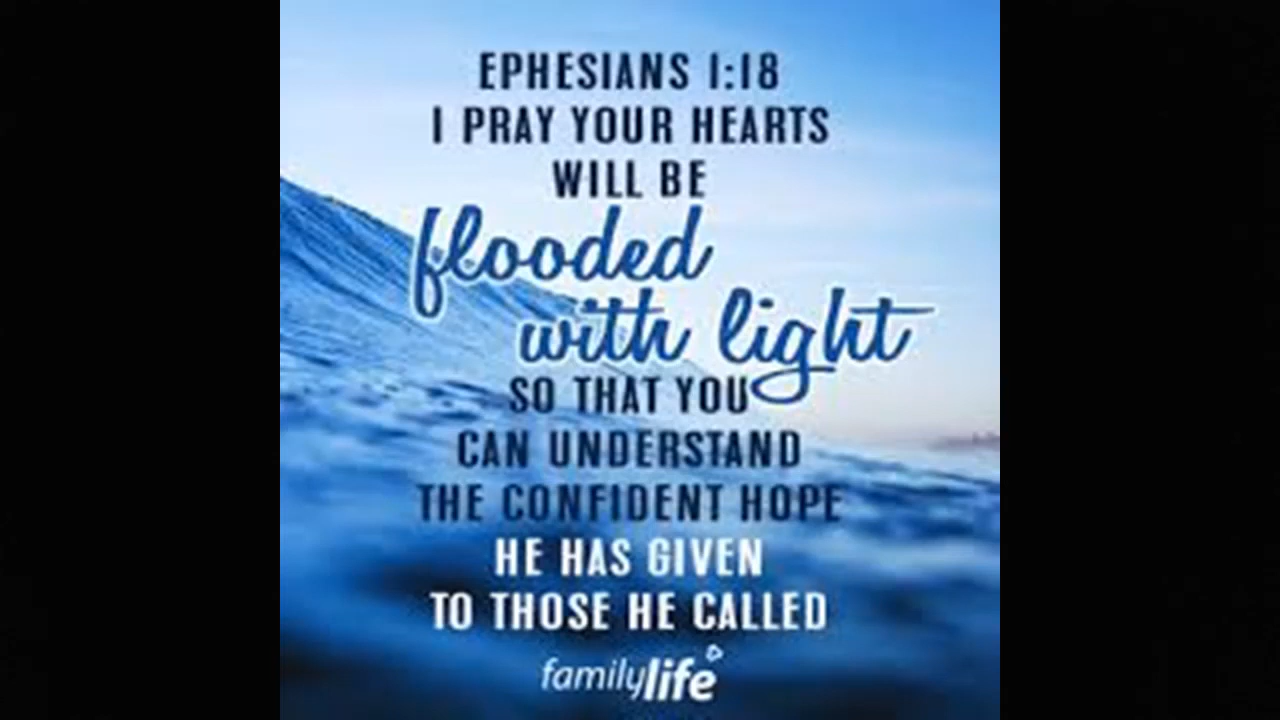 EPHESIANS 1:18
I PRAY YOUR HEARTS
WILL BE
flooded
with light
SO THAT YOU
CAN UNDERSTAND
THE CONFIDENT HOPE
HE HAS GIVEN
TO THOSE HE CALLED
familylife